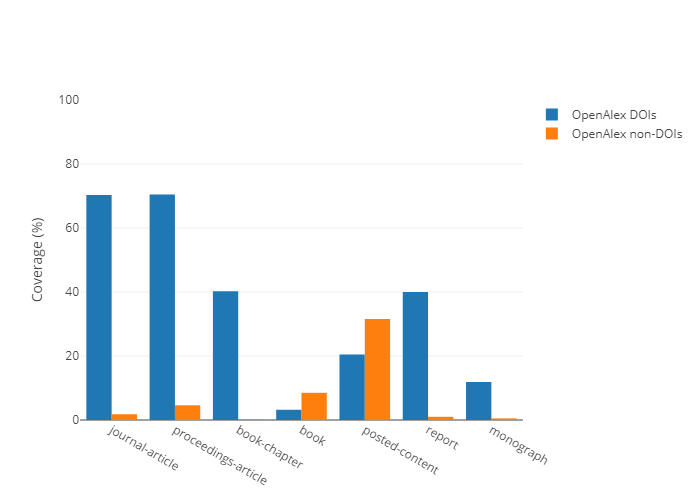 100
80
60
40
20
0
Coverage (%)
journal-article
proceedings-article
book-chapter
book
posted-content
report
monograph
OpenAlex DOIs
OpenAlex non-DOIs